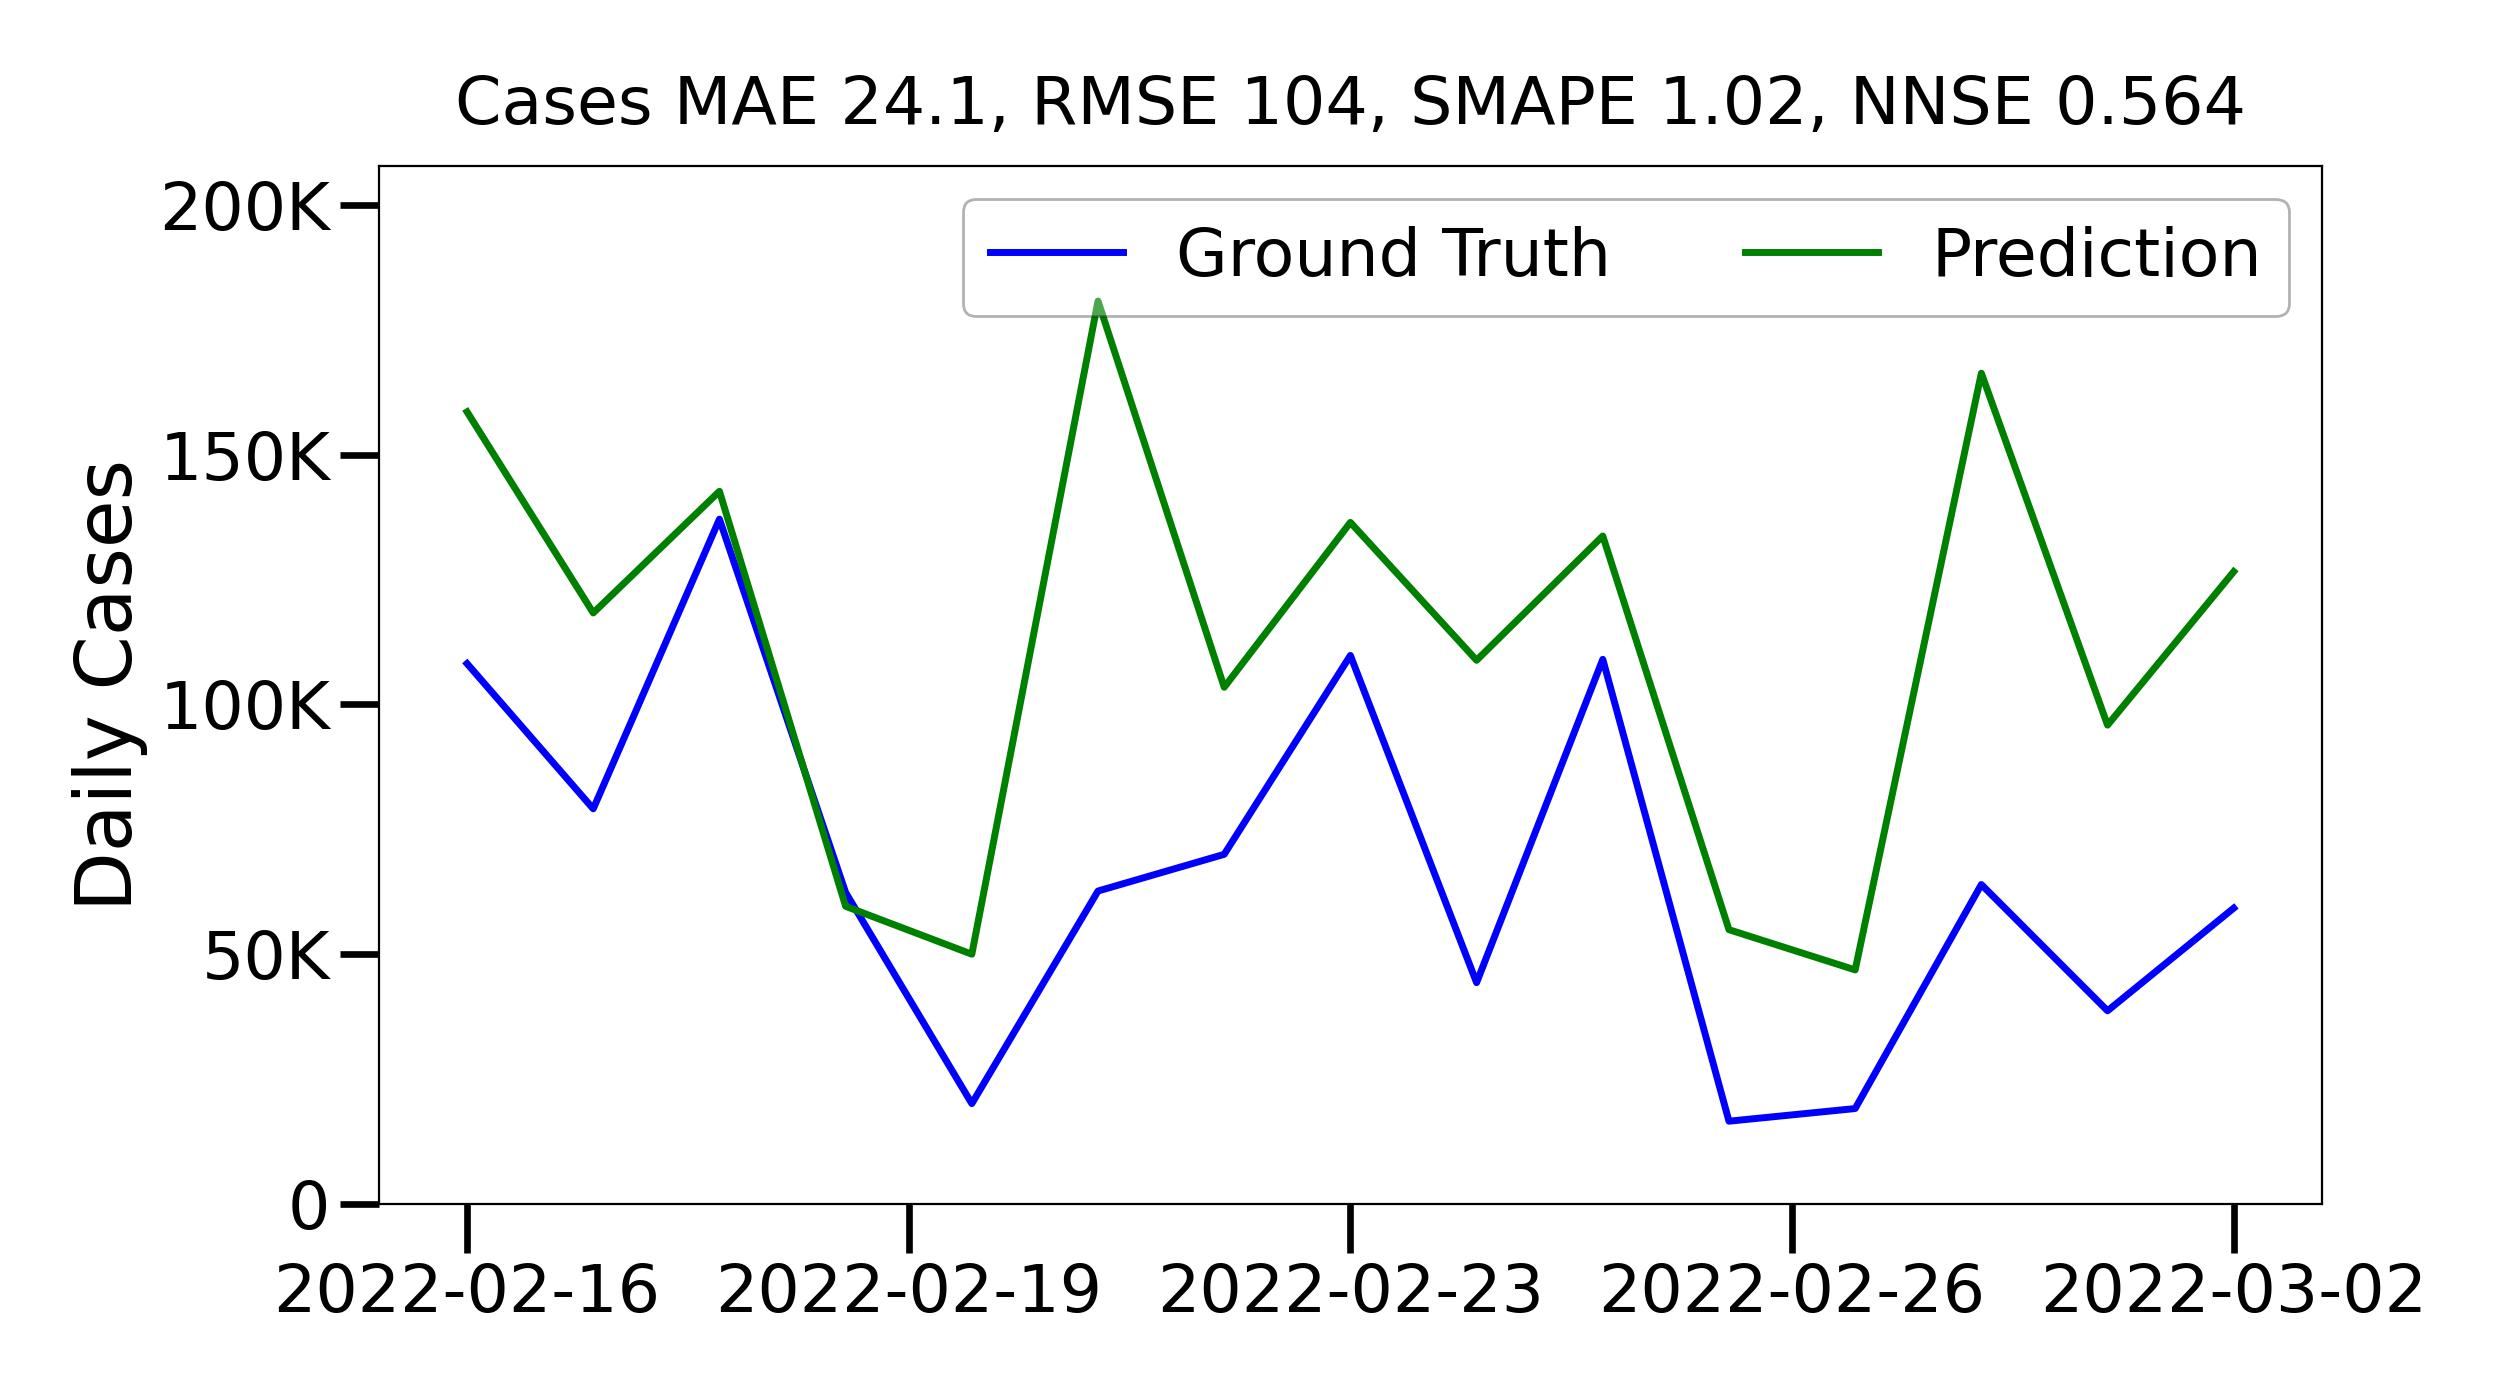 Cases MAE 24.1, RMSE 104, SMAPE 1.02, NNSE 0.564
Ground Truth
Prediction
Daily Cases
200K
150K
100K
50K
0
2022-02-16
2022-02-19
2022-02-23
2022-02-26
2022-03-02